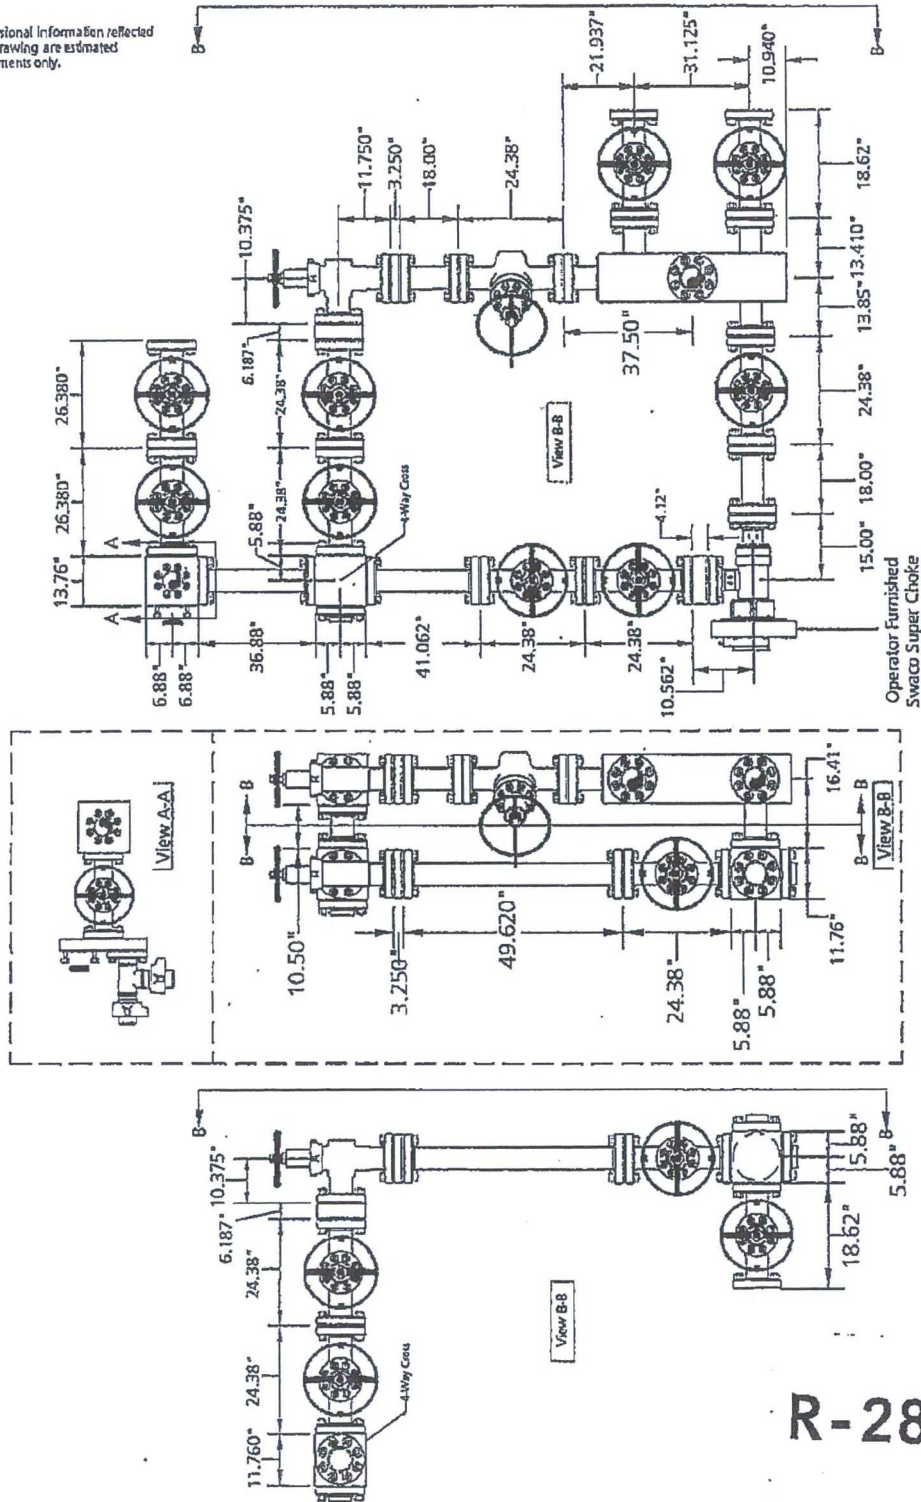 sional information reflected
rawing are estimated
ments only.
B
B
21.937"
31.125"
10.940"
11.750"
3.250"
18.00"
24.38"
10.375"
18.62"
13.410"
13.85"
37.50"
6.187"
26.380"
24.38"
24.38"
View B-B
26.380"
24.38"
5.88"
4-Way Cross
4.12"
18.00"
15.00"
A
A
13.76"
6.88"
6.88"
36.88"
5.88"
5.88"
41.062"
24.38"
24.38"
10.562"
Operator Furnished
Swaco Super Choke
View A-A
B
B
B
B
View B-B
16.41"
10.50"
3.250"
49.620"
24.38"
5.88"
5.88"
11.76"
B
B
10.375"
6.187"
24.38"
24.38"
11.760"
4-Way Cross
View B-B
5.88"
5.88"
18.62"
R-28